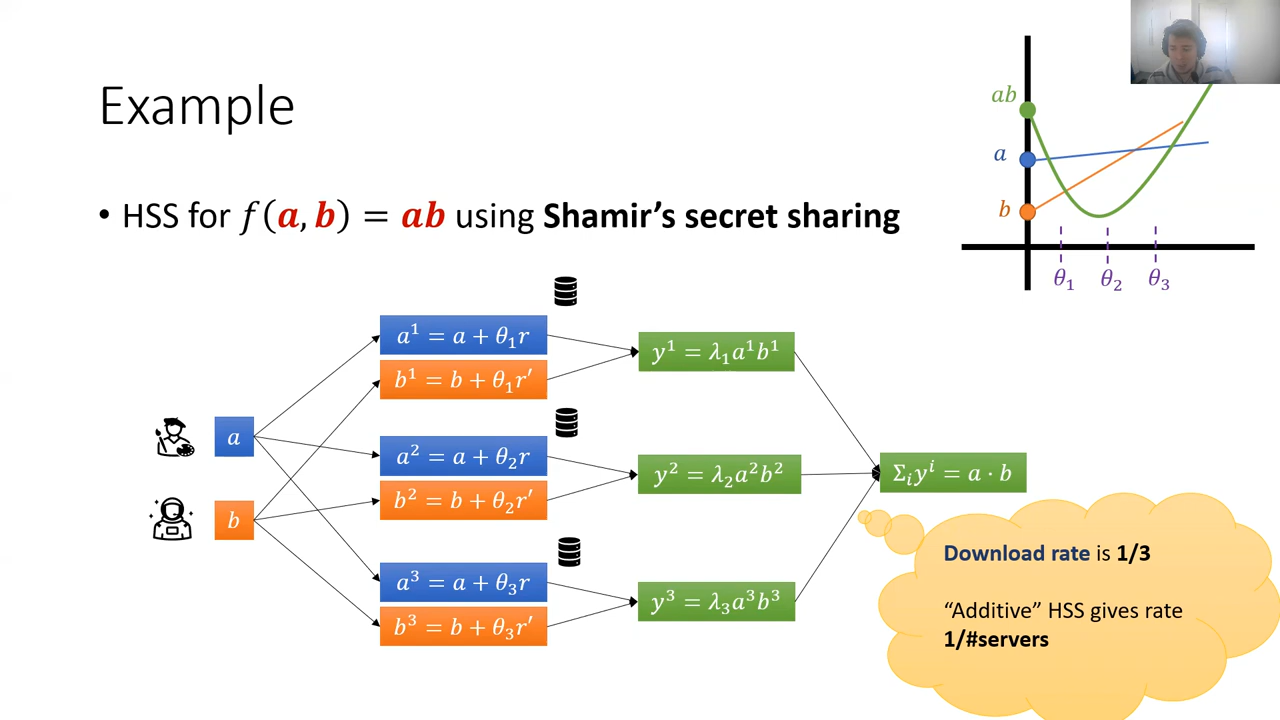 Example
• HSS for f(a, b) = ab using Shamir's secret sharing
ab
a
b
θ₁ θ₂ θ₃
a
b
a¹ = a + θ₁r
b¹ = b + θ₁r′
a² = a + θ₂r
b² = b + θ₂r′
a³ = a + θ₃r
b³ = b + θ₃r′
y¹ = λ₁a¹b¹
y² = λ₂a²b²
y³ = λ₃a³b³
Σᵢyⁱ = a · b
Download rate is 1/3
“Additive” HSS gives rate
1/#servers